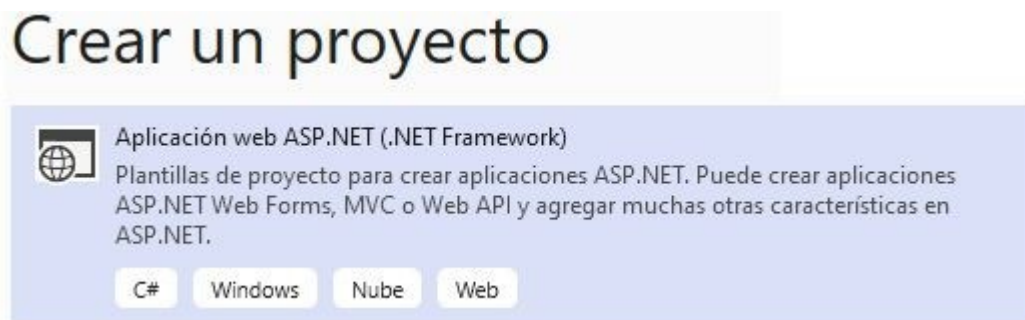 Crear un proyecto
Aplicación web ASP.NET (.NET Framework)
Plantillas de proyecto para crear aplicaciones ASP.NET. Puede crear aplicaciones
ASP.NET Web Forms, MVC o Web API y agregar muchas otras características en
ASP.NET.
C# Windows Nube Web